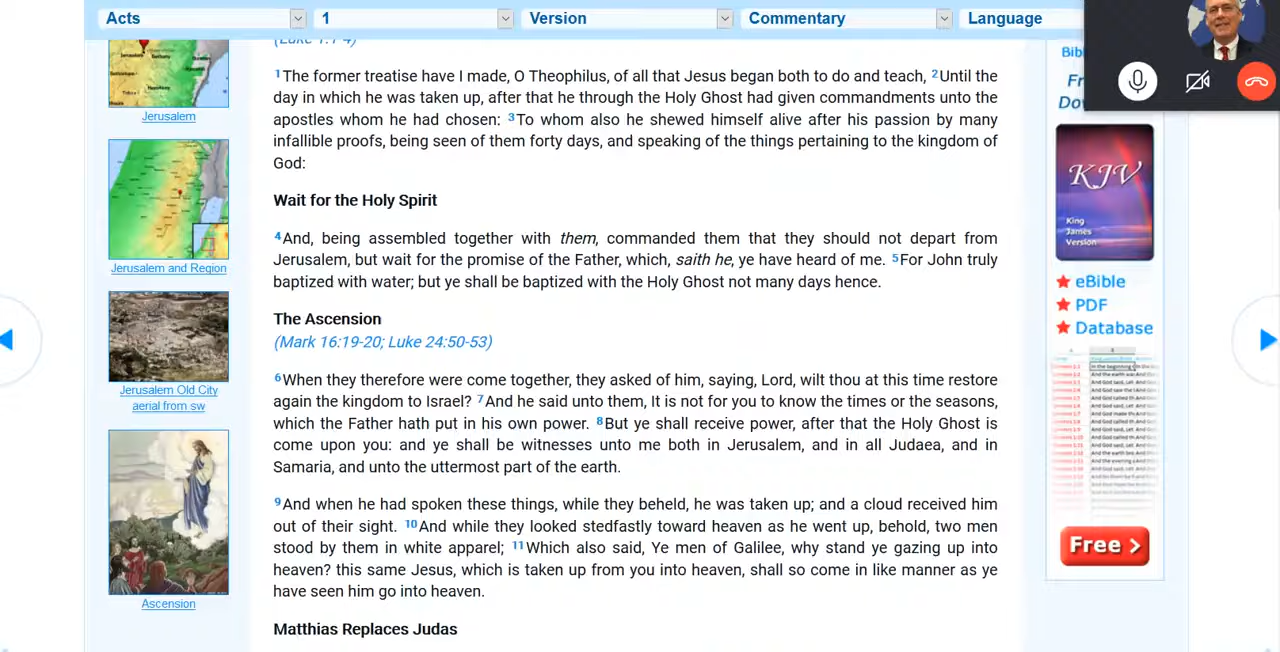 Acts
1
Version
Commentary
Language
(Luke 1:1-4)
1The former treatise have I made, O Theophilus, of all that Jesus began both to do and teach, 2Until the
day in which he was taken up, after that he through the Holy Ghost had given commandments unto the
apostles whom he had chosen: 3To whom also he shewed himself alive after his passion by many
infallible proofs, being seen of them forty days, and speaking of the things pertaining to the kingdom of
God:
Wait for the Holy Spirit
4And, being assembled together with them, commanded them that they should not depart from
Jerusalem, but wait for the promise of the Father, which, saith he, ye have heard of me. 5For John truly
baptized with water; but ye shall be baptized with the Holy Ghost not many days hence.
The Ascension
(Mark 16:19-20; Luke 24:50-53)
6When they therefore were come together, they asked of him, saying, Lord, wilt thou at this time restore
again the kingdom to Israel? 7And he said unto them, It is not for you to know the times or the seasons,
which the Father hath put in his own power. 8But ye shall receive power, after that the Holy Ghost is
come upon you: and ye shall be witnesses unto me both in Jerusalem, and in all Judaea, and in
Samaria, and unto the uttermost part of the earth.
9And when he had spoken these things, while they beheld, he was taken up; and a cloud received him
out of their sight. 10And while they looked stedfastly toward heaven as he went up, behold, two men
stood by them in white apparel; 11Which also said, Ye men of Galilee, why stand ye gazing up into
heaven? this same Jesus, which is taken up from you into heaven, shall so come in like manner as ye
have seen him go into heaven.
Matthias Replaces Judas
Jerusalem
Jerusalem and Region
Jerusalem Old City
aerial from sw
Ascension
KJV
King
James
Version
eBible
PDF
Database
Free >